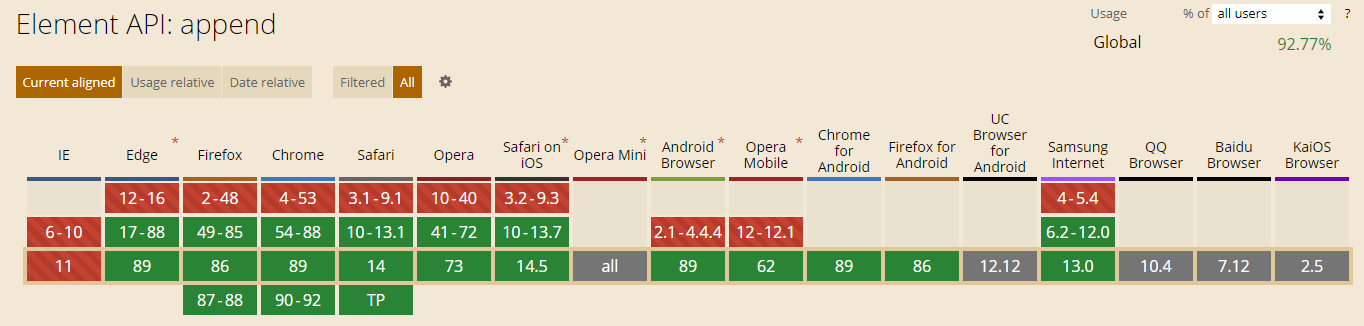 Element API: append
Usage % of all users ?
Global 92.77%
Current aligned Usage relative Date relative Filtered All
IE Edge * Firefox Chrome Safari Opera Safari on iOS * Opera Mini * Android Browser * Opera Mobile * Chrome for Android Firefox for Android UC Browser for Android Samsung Internet QQ Browser Baidu Browser KaiOS Browser
12-16 2-48 4-53 3.1-9.1 10-40 3.2-9.3 4-5.4
6-10 17-88 49-85 54-88 10-13.1 41-72 10-13.7 2.1-4.4.4 12-12.1 6.2-12.0
11 89 86 89 14 73 14.5 all 89 62 89 86 12.12 13.0 10.4 7.12 2.5
87-88 90-92 TP